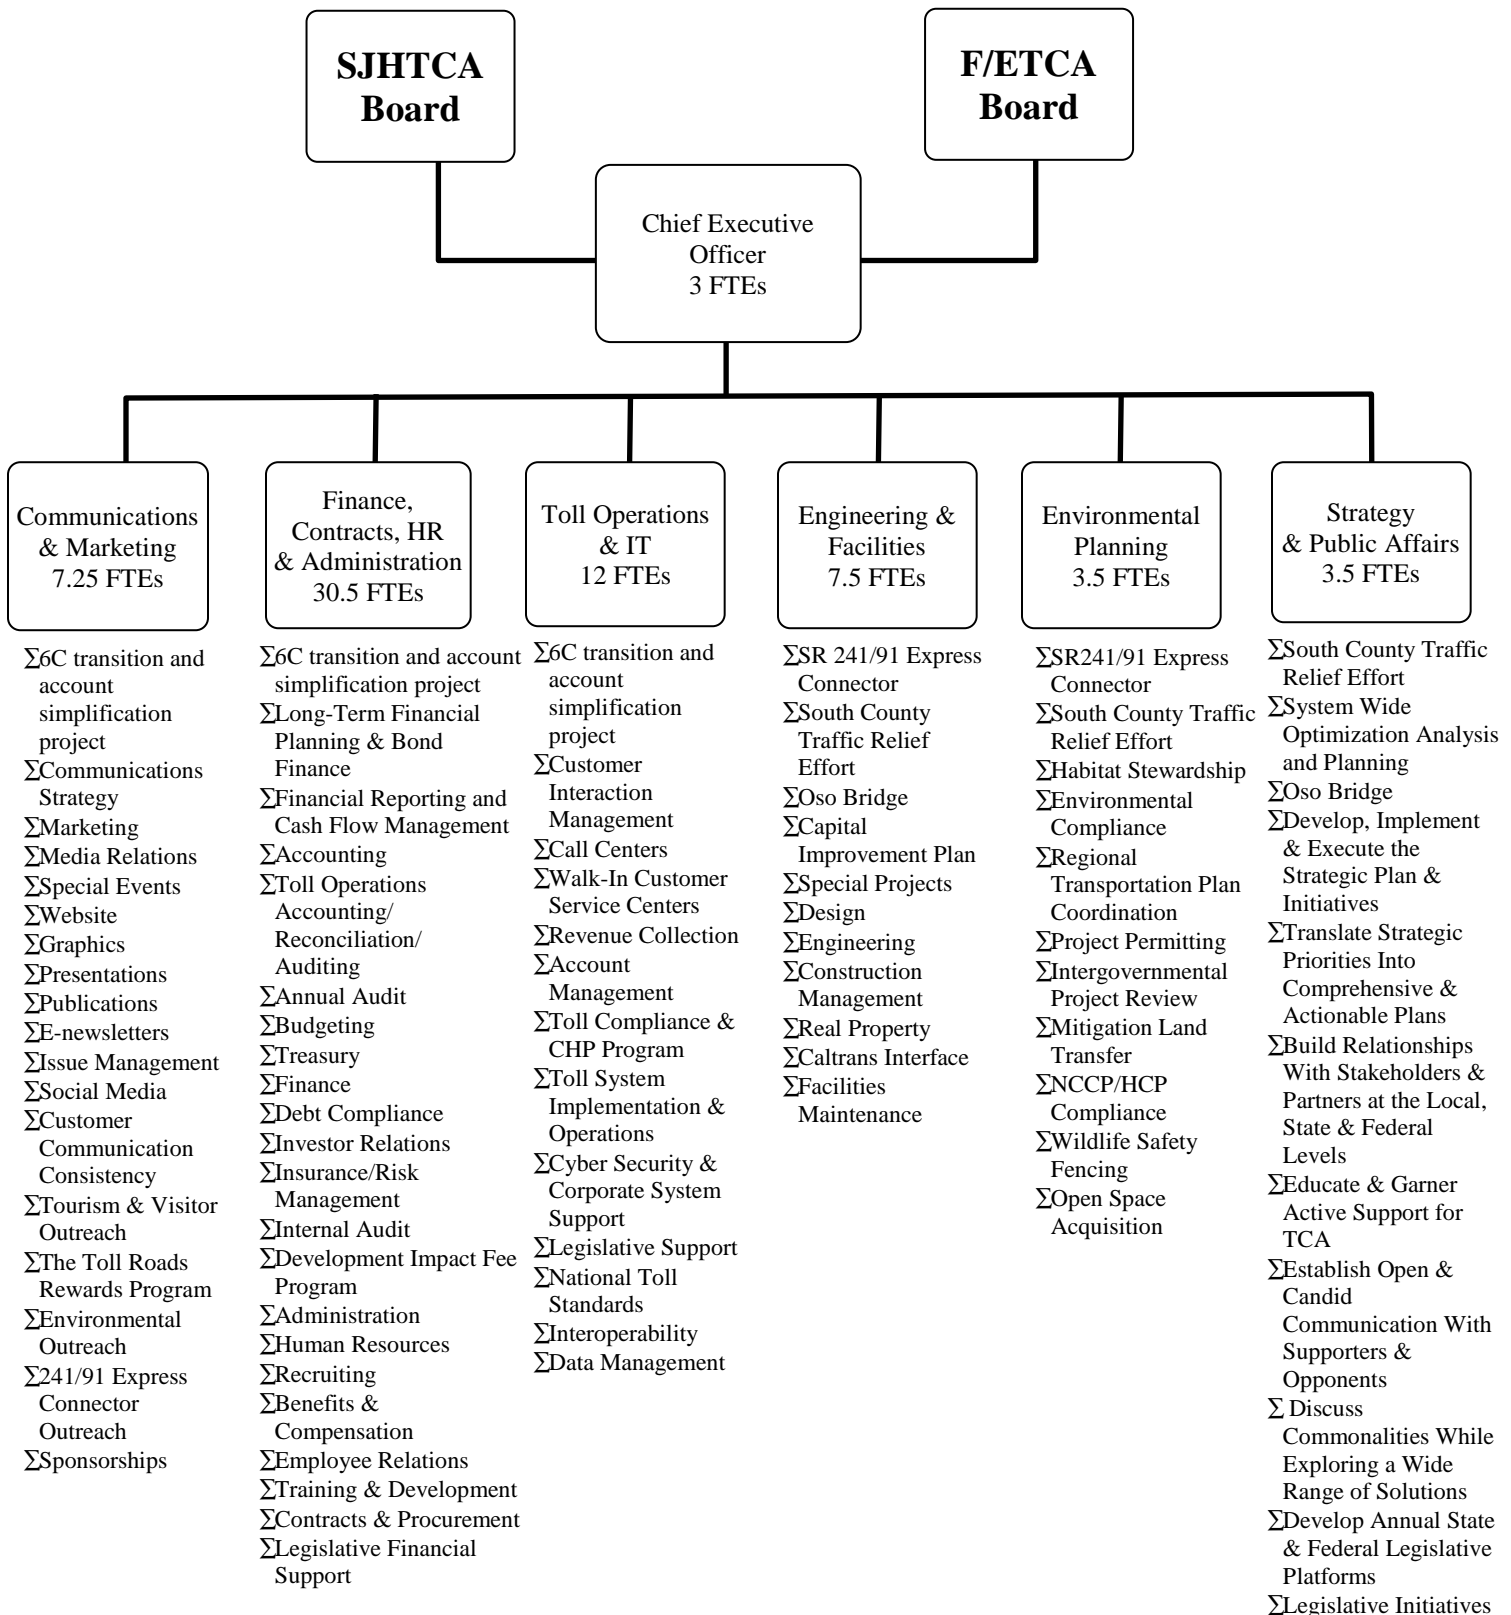 SJHTCA
Board
F/ETCA
Board
Chief Executive
Officer
3 FTEs
Communications
& Marketing
7.25 FTEs
Finance,
Contracts, HR
& Administration
30.5 FTEs
Toll Operations
& IT
12 FTEs
Engineering &
Facilities
7.5 FTEs
Environmental
Planning
3.5 FTEs
Strategy
& Public Affairs
3.5 FTEs
∑6C transition and
account
simplification
project
∑Communications
Strategy
∑Marketing
∑Media Relations
∑Special Events
∑Website
∑Graphics
∑Presentations
∑Publications
∑E-newsletters
∑Issue Management
∑Social Media
∑Customer
Communication
Consistency
∑Tourism & Visitor
Outreach
∑The Toll Roads
Rewards Program
∑Environmental
Outreach
∑241/91 Express
Connector
Outreach
∑Sponsorships
∑6C transition and account
simplification project
∑Long-Term Financial
Planning & Bond
Finance
∑Financial Reporting and
Cash Flow Management
∑Accounting
∑Toll Operations
Accounting/
Reconciliation/
Auditing
∑Annual Audit
∑Budgeting
∑Treasury
∑Finance
∑Debt Compliance
∑Investor Relations
∑Insurance/Risk
Management
∑Internal Audit
∑Development Impact Fee
Program
∑Administration
∑Human Resources
∑Recruiting
∑Benefits &
Compensation
∑Employee Relations
∑Training & Development
∑Contracts & Procurement
∑Legislative Financial
Support
∑6C transition and
account
simplification
project
∑Customer
Interaction
Management
∑Call Centers
∑Walk-In Customer
Service Centers
∑Revenue Collection
∑Account
Management
∑Toll Compliance &
CHP Program
∑Toll System
Implementation &
Operations
∑Cyber Security &
Corporate System
Support
∑Legislative Support
∑National Toll
Standards
∑Interoperability
∑Data Management
∑SR 241/91 Express
Connector
∑South County
Traffic Relief
Effort
∑Oso Bridge
∑Capital
Improvement Plan
∑Special Projects
∑Design
∑Engineering
∑Construction
Management
∑Real Property
∑Caltrans Interface
∑Facilities
Maintenance
∑SR241/91 Express
Connector
∑South County Traffic
Relief Effort
∑Habitat Stewardship
∑Environmental
Compliance
∑Regional
Transportation Plan
Coordination
∑Project Permitting
∑Intergovernmental
Project Review
∑Mitigation Land
Transfer
∑NCCP/HCP
Compliance
∑Wildlife Safety
Fencing
∑Open Space
Acquisition
∑South County Traffic
Relief Effort
∑System Wide
Optimization Analysis
and Planning
∑Oso Bridge
∑Develop, Implement
& Execute the
Strategic Plan &
Initiatives
∑Translate Strategic
Priorities Into
Comprehensive &
Actionable Plans
∑Build Relationships
With Stakeholders &
Partners at the Local,
State & Federal
Levels
∑Educate & Garner
Active Support for
TCA
∑Establish Open &
Candid
Communication With
Supporters &
Opponents
∑ Discuss
Commonalities While
Exploring a Wide
Range of Solutions
∑Develop Annual State
& Federal Legislative
Platforms
∑Legislative Initiatives